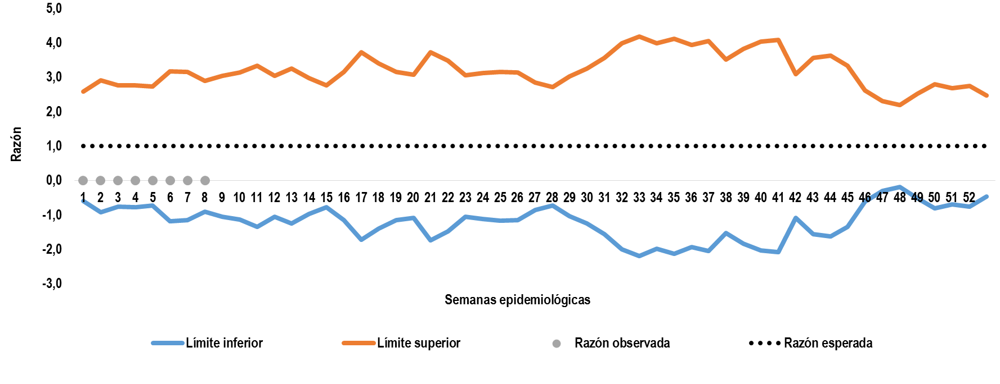 5,0
4,0
3,0
2,0
1,0
0,0
-1,0
-2,0
-3,0
Razón
1 2 3 4 5 6 7 8 9 10 11 12 13 14 15 16 17 18 19 20 21 22 23 24 25 26 27 28 29 30 31 32 33 34 35 36 37 38 39 40 41 42 43 44 45 46 47 48 49 50 51 52
Semanas epidemiológicas
Límite inferior Límite superior Razón observada Razón esperada